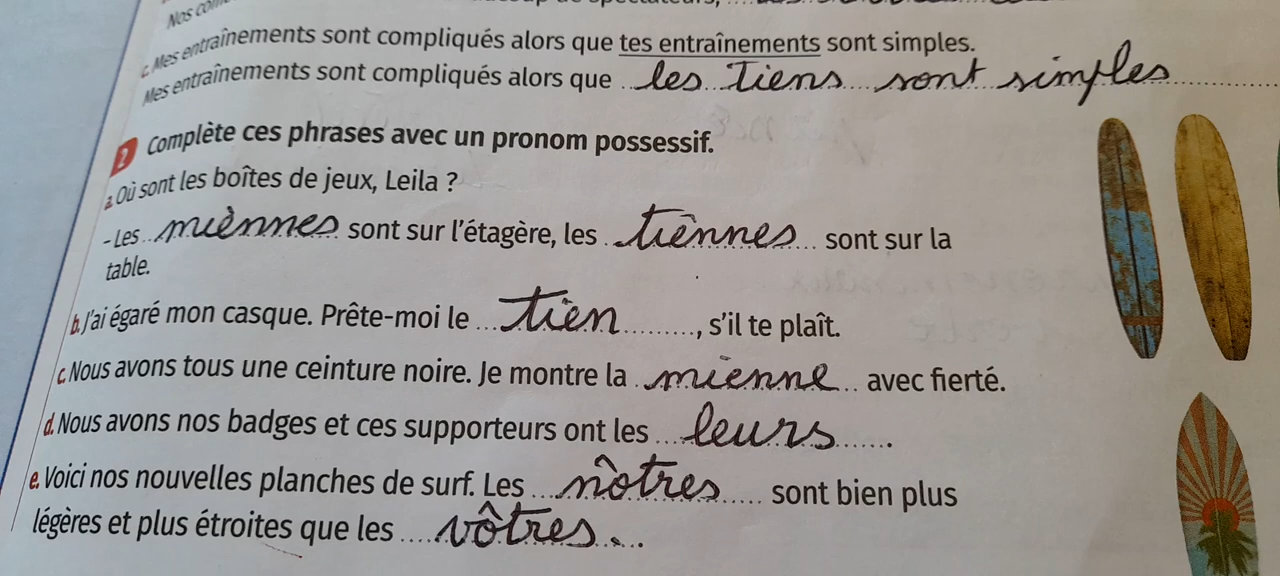 Nos
c. Mes entraînements sont compliqués alors que tes entraînements sont simples.
Mes entraînements sont compliqués alors que les tiens sont simples
2 Complète ces phrases avec un pronom possessif.
a. Où sont les boîtes de jeux, Leila ?
- Les miènnes sont sur l'étagère, les tiènnes sont sur la
table.
b. J'ai égaré mon casque. Prête-moi le tien, s'il te plaît.
c. Nous avons tous une ceinture noire. Je montre la mienne avec fierté.
d. Nous avons nos badges et ces supporteurs ont les leurs.
e. Voici nos nouvelles planches de surf. Les nôtres sont bien plus
légères et plus étroites que les vôtres.